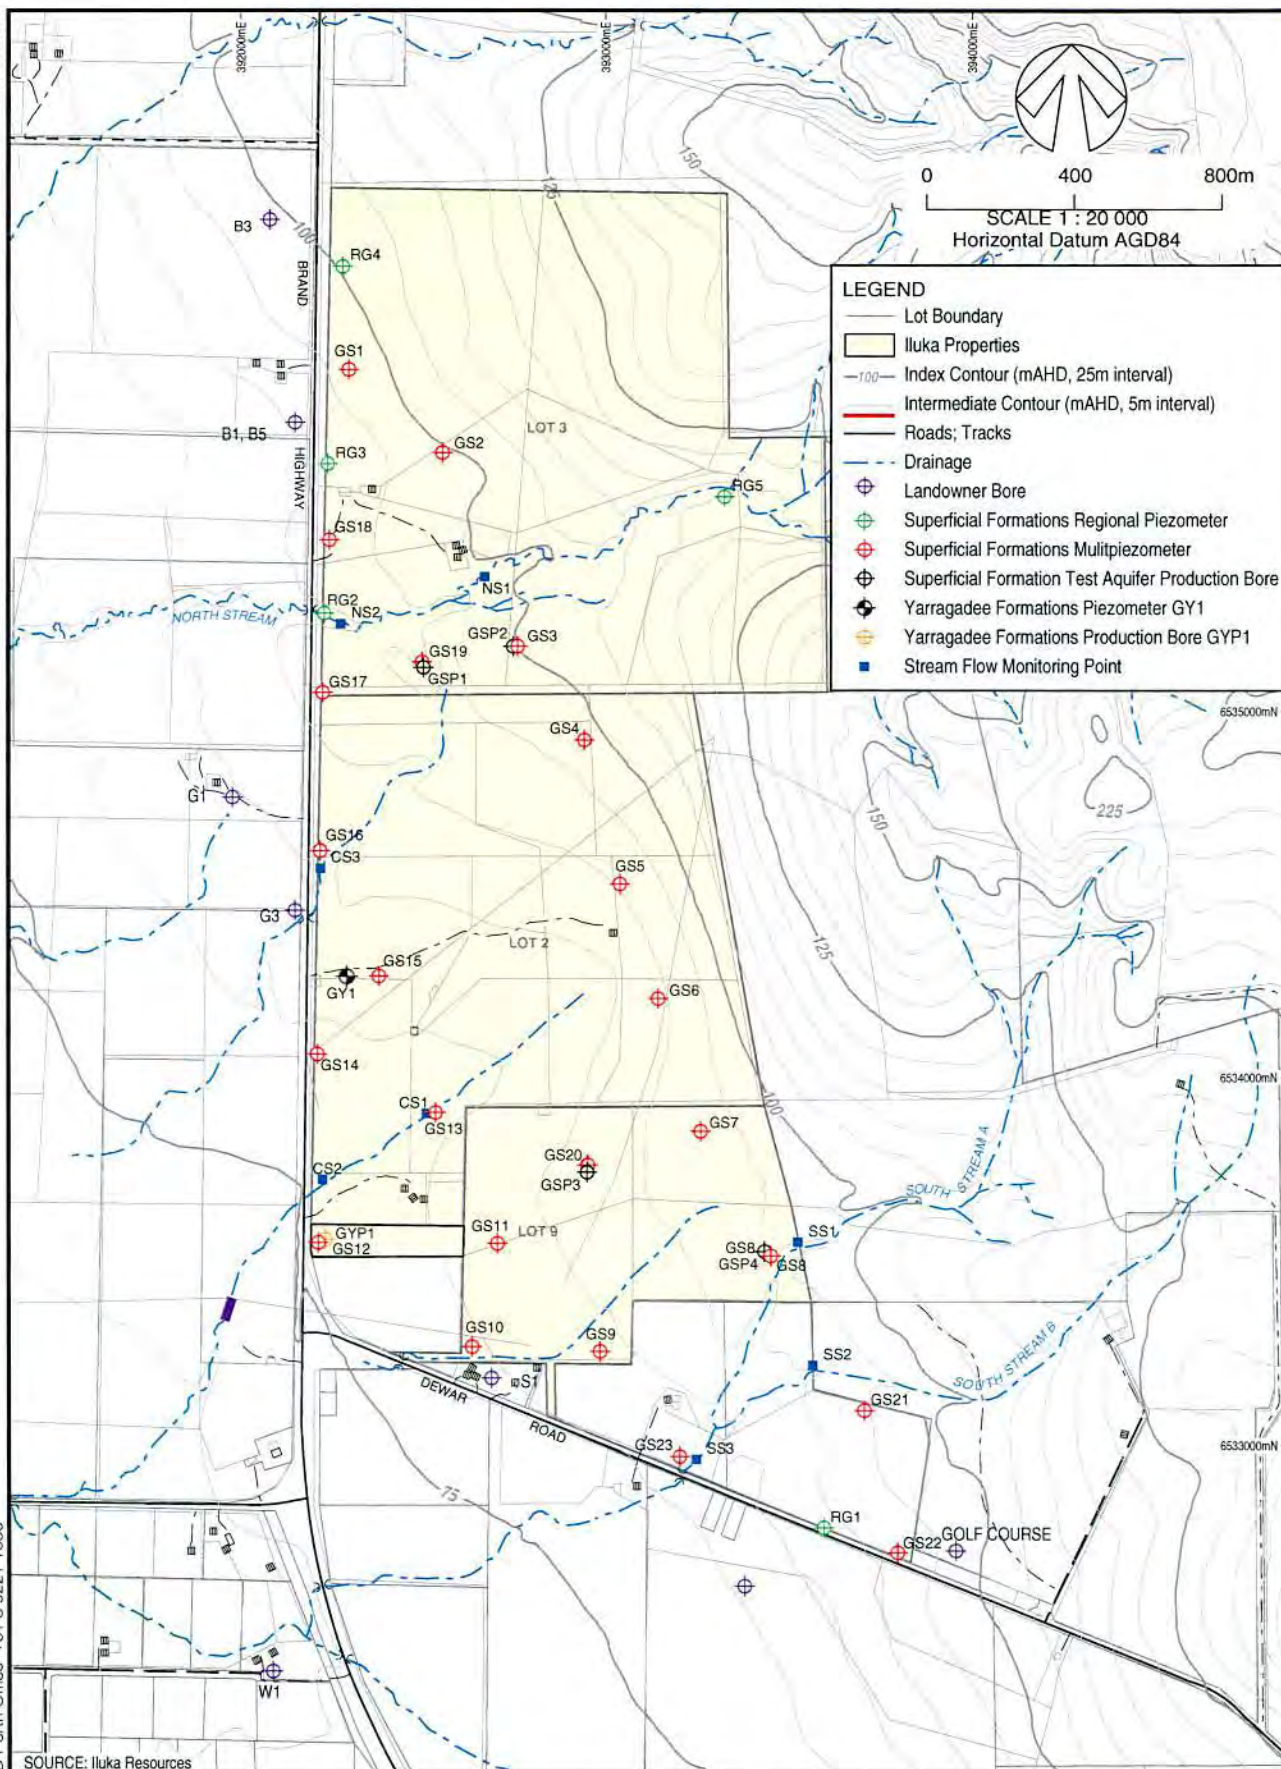 392000mE
393000mE
394000mE
0 400 800m
SCALE 1 : 20 000
Horizontal Datum AGD84
LEGEND
Lot Boundary
Iluka Properties
100 Index Contour (mAHD, 25m interval)
Intermediate Contour (mAHD, 5m interval)
Roads; Tracks
Drainage
Landowner Bore
Superficial Formations Regional Piezometer
Superficial Formations Mulitpiezometer
Superficial Formation Test Aquifer Production Bore
Yarragadee Formations Piezometer GY1
Yarragadee Formations Production Bore GYP1
Stream Flow Monitoring Point
150
125
B3
100
RG4
BRAND
GS1
B1, B5
LOT 3
GS2
RG3
HIGHWAY
RG5
GS18
NS1
RG2
NS2
NORTH STREAM
GSP2
GS3
GS19
GSP1
GS17
6535000mN
GS4
G1
225
150
GS16
CS3
GS5
G3
LOT 2
125
GS15
GY1
GS6
GS14
6534000mN
100
CS1
GS13
GS7
SOUTH STREAM A
GS20
GSP3
CS2
GYP1
GS12
GS11
LOT 9
SS1
GS8
GSP4
GS8
GS10
GS9
SS2
SOUTH STREAM B
S1
DEWAR
ROAD
GS21
GS23
SS3
6533000mN
75
RG1
GS22
GOLF COURSE
W1
SOURCE: Iluka Resources